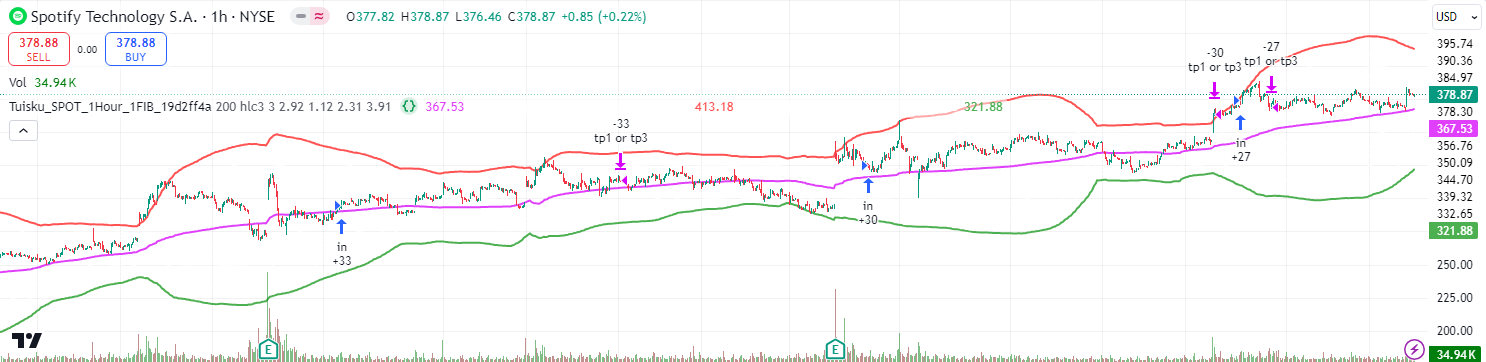 Spotify Technology S.A. · 1h · NYSE O377.82 H378.87 L376.46 C378.87 +0.85 (+0.22%)
USD
378.88 0.00 378.88
SELL BUY
Vol 34.94 K
Tuisku_SPOT_1Hour_1FIB_19d2ff4a 200 hlc3 3 2.92 1.12 2.31 3.91 {} 367.53 413.18 321.88
in
+33
-33
tp1 or tp3
in
+30
-30
tp1 or tp3
in
+27
-27
tp1 or tp3
E
E
395.74
390.36
384.97
378.87
378.30
367.53
356.76
350.09
344.70
339.32
332.65
321.88
250.00
225.00
200.00
34.94 K